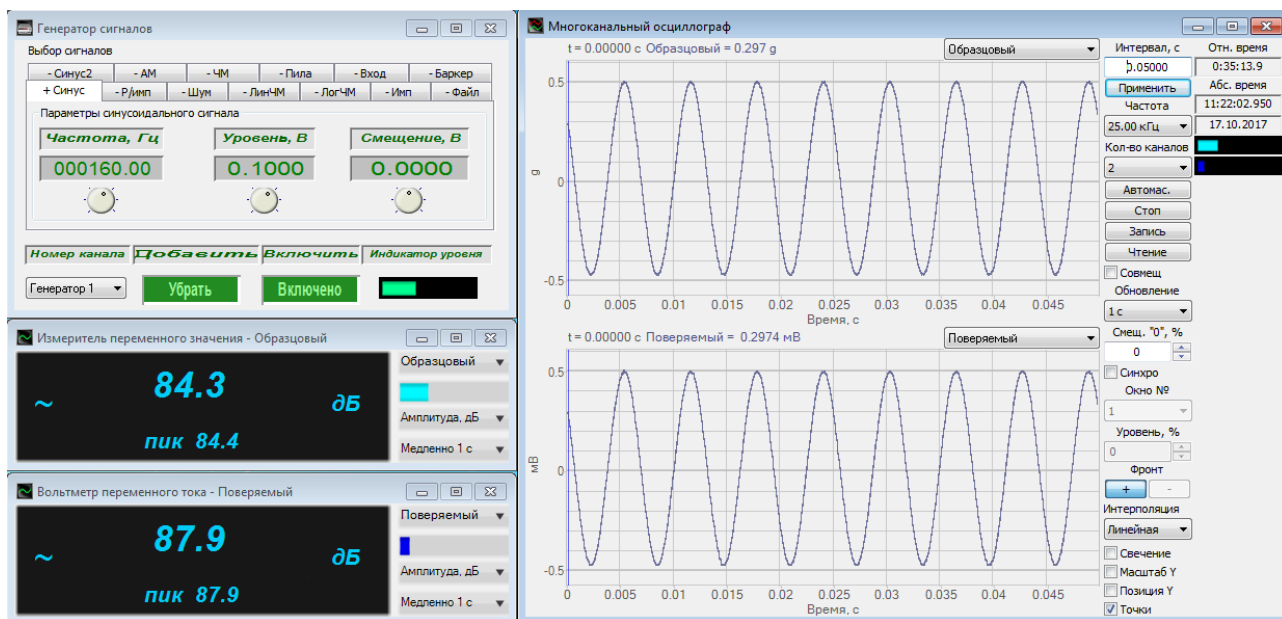 Генератор сигналов
Выбор сигналов
- Синус2 - АМ - ЧМ - Пила - Вход - Баркер
+ Синус - Р/имп - Шум - ЛинЧМ - ЛогЧМ - Имп - Файл
Параметры синусоидального сигнала
Частота, Гц Уровень, В Смещение, В
000160.00 0.1000 0.0000
Номер канала Добавить Включить Индикатор уровня
Генератор 1 Убрать Включено
Измеритель переменного значения - Образцовый
84.3
~ дБ
пик 84.4
Образцовый
Амплитуда, дБ
Медленно 1 с
Вольтметр переменного тока - Поверяемый
87.9
~ дБ
пик 87.9
Поверяемый
Амплитуда, дБ
Медленно 1 с
Многоканальный осциллограф
t = 0.00000 с Образцовый = 0.297 g
Образцовый
0.5
g
0
-0.5
0 0.005 0.01 0.015 0.02 0.025 0.03 0.035 0.04 0.045
Время, с
t = 0.00000 с Поверяемый = 0.2974 мВ
Поверяемый
0.5
мВ
0
-0.5
0 0.005 0.01 0.015 0.02 0.025 0.03 0.035 0.04 0.045
Время, с
Интервал, с
0.05000
Применить
Частота
25.00 кГц
Кол-во каналов
2
Автомас.
Стоп
Запись
Чтение
Совмещ
Обновление
1 с
Смещ. "0", %
0
Синхро
Окно №
1
Уровень, %
0
Фронт
+ -
Интерполяция
Линейная
Свечение
Масштаб Y
Позиция Y
Точки
Отн. время
0:35:13.9
Абс. время
11:22:02.950
17.10.2017